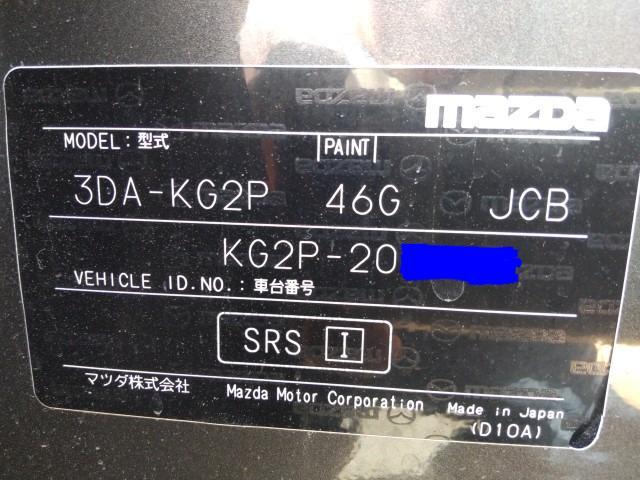 mazda
MODEL: 型式 PAINT
3DA-KG2P 46G JCB
KG2P-20
VEHICLE ID.NO.: 車台番号
SRS I
マツダ株式会社 Mazda Motor Corporation Made in Japan
(D10A)